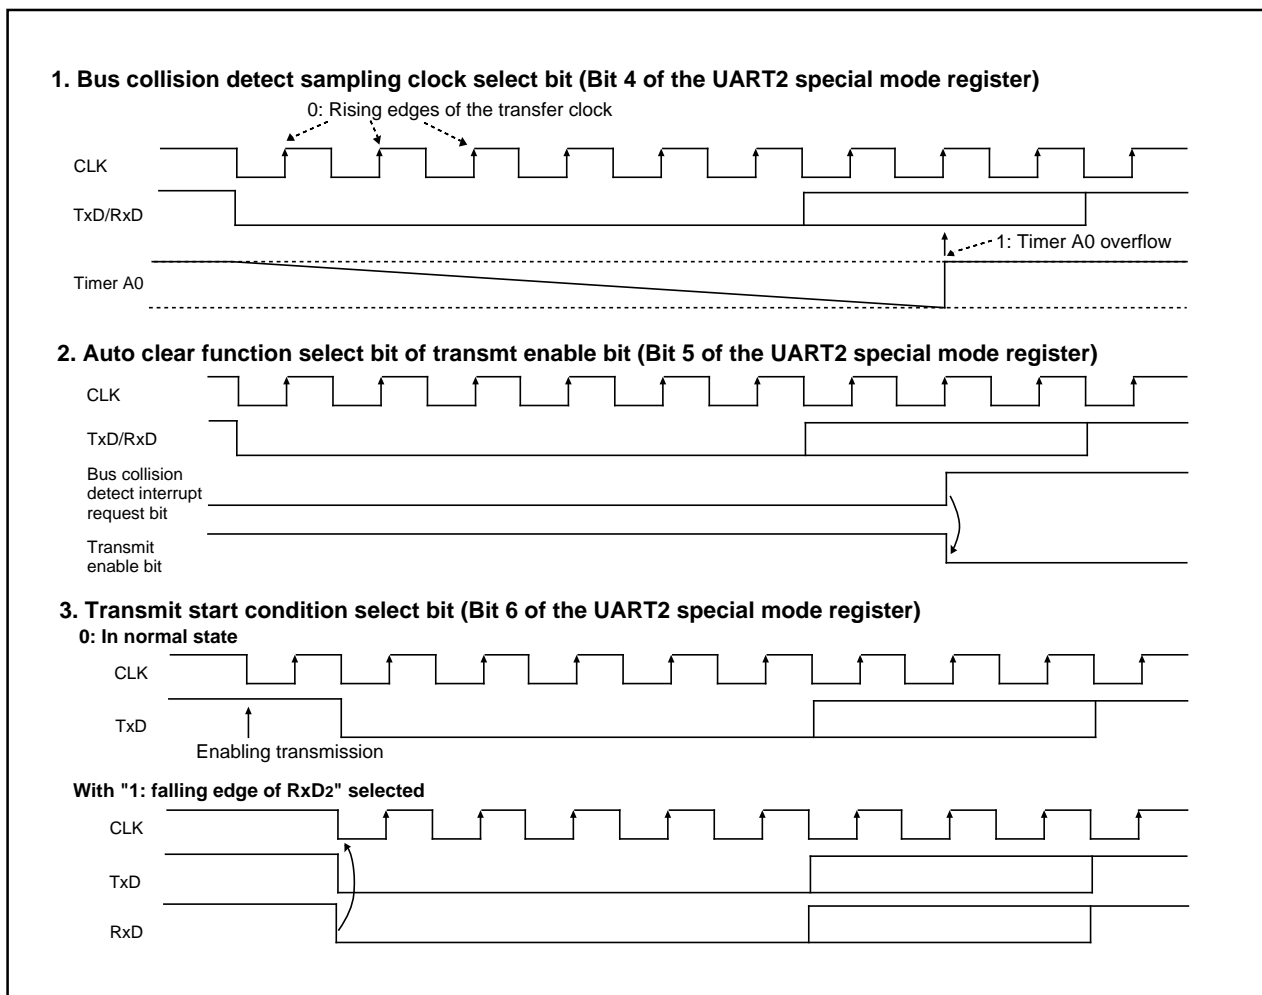 1. Bus collision detect sampling clock select bit (Bit 4 of the UART2 special mode register)
0: Rising edges of the transfer clock
CLK
TxD/RxD
1: Timer A0 overflow
Timer A0
2. Auto clear function select bit of transmt enable bit (Bit 5 of the UART2 special mode register)
CLK
TxD/RxD
Bus collision
detect interrupt
request bit
Transmit
enable bit
3. Transmit start condition select bit (Bit 6 of the UART2 special mode register)
0: In normal state
CLK
TxD
Enabling transmission
With "1: falling edge of RxD2" selected
CLK
TxD
RxD